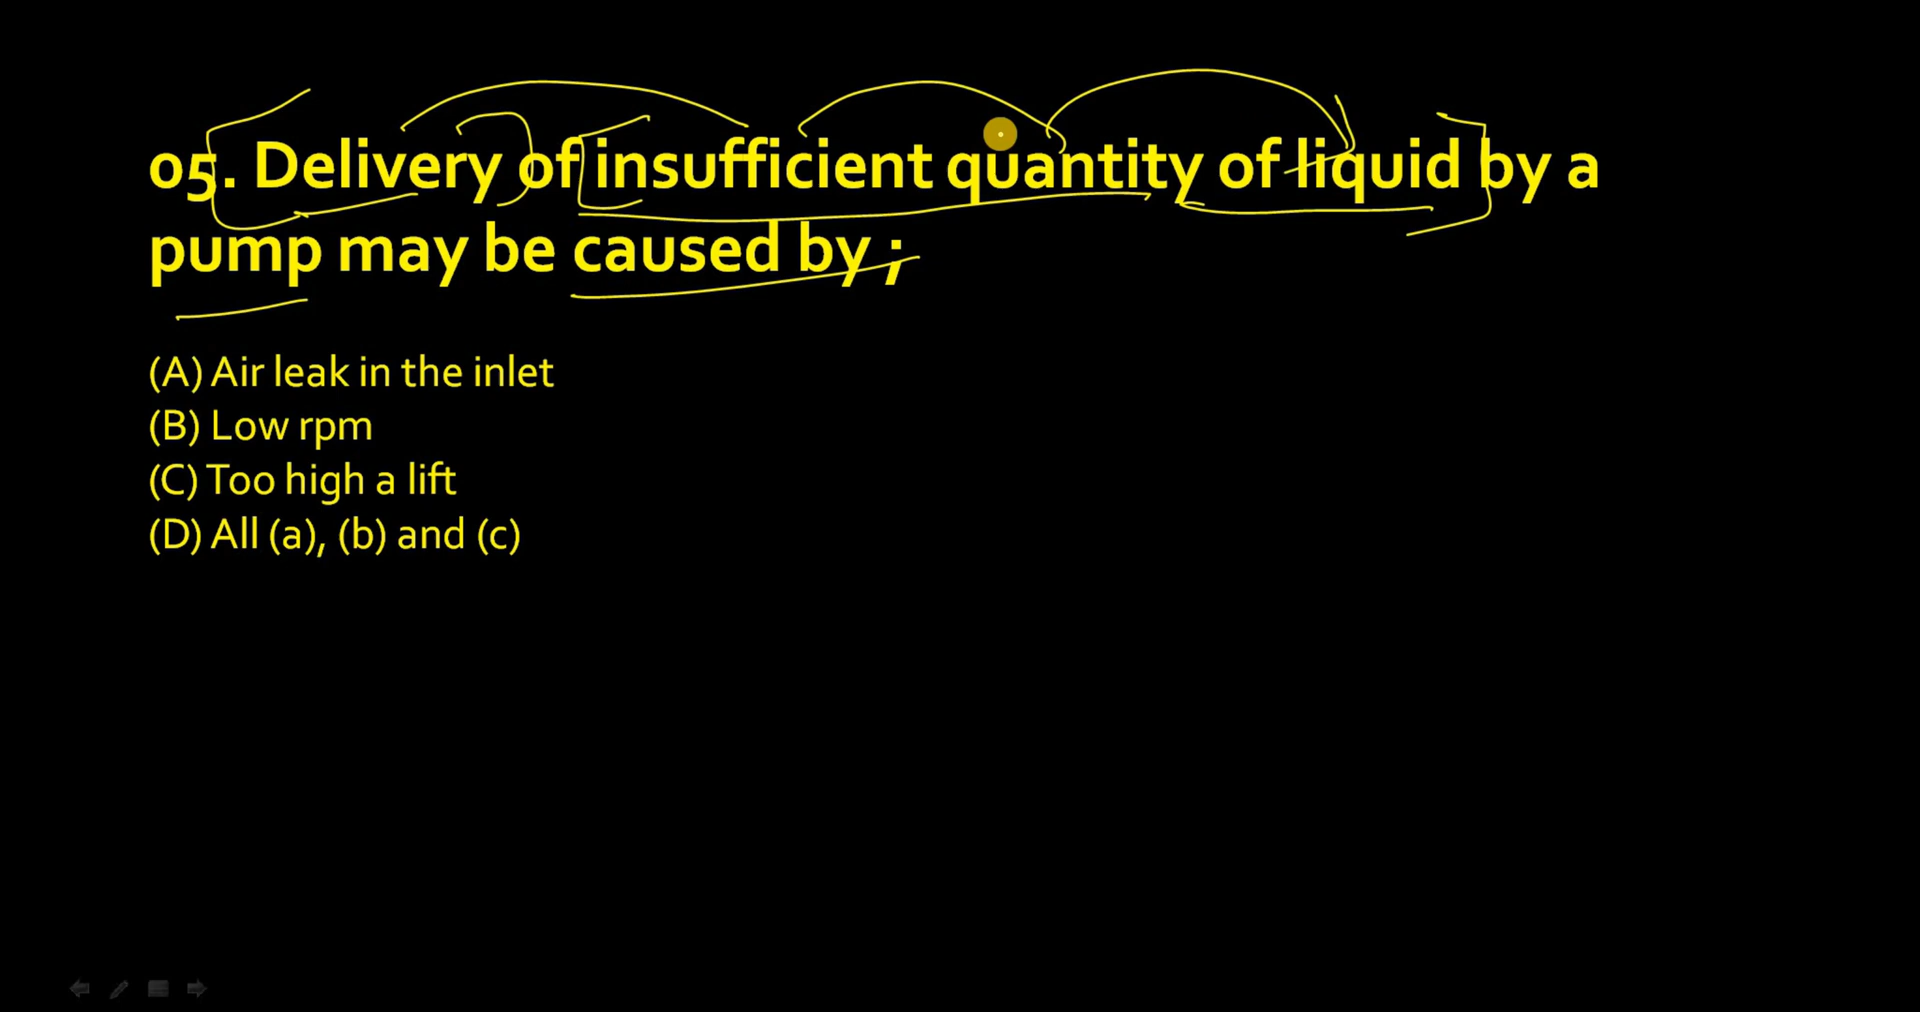 05. Delivery of insufficient quantity of liquid by a
pump may be caused by ;
(A) Air leak in the inlet
(B) Low rpm
(C) Too high a lift
(D) All (a), (b) and (c)